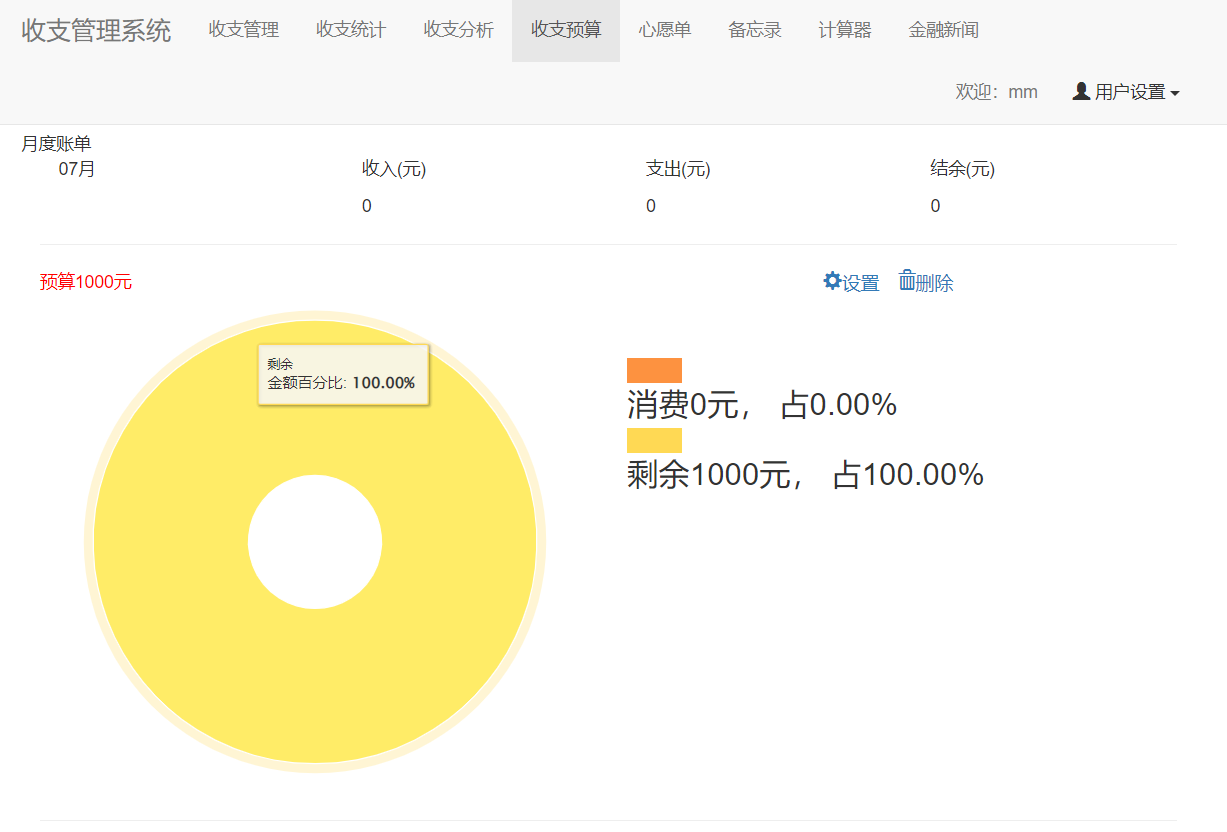 收支管理系统 收支管理 收支统计 收支分析 收支预算 心愿单 备忘录 计算器 金融新闻
欢迎：mm 用户设置
月度账单
07月 收入(元) 支出(元) 结余(元)
0 0 0
预算1000元 设置 删除
剩余
金额百分比: 100.00%
消费0元， 占0.00%
剩余1000元， 占100.00%